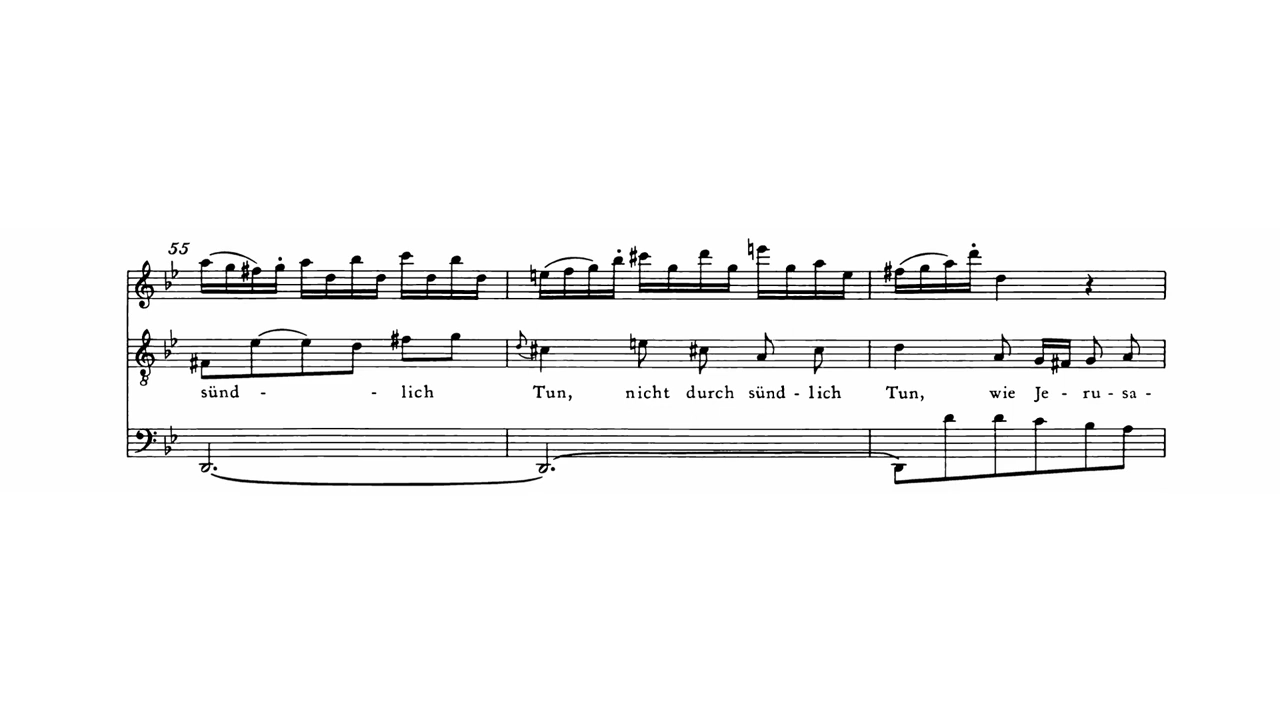 55
sünd - - lich Tun, nicht durch sünd - lich Tun, wie Je - ru - sa -